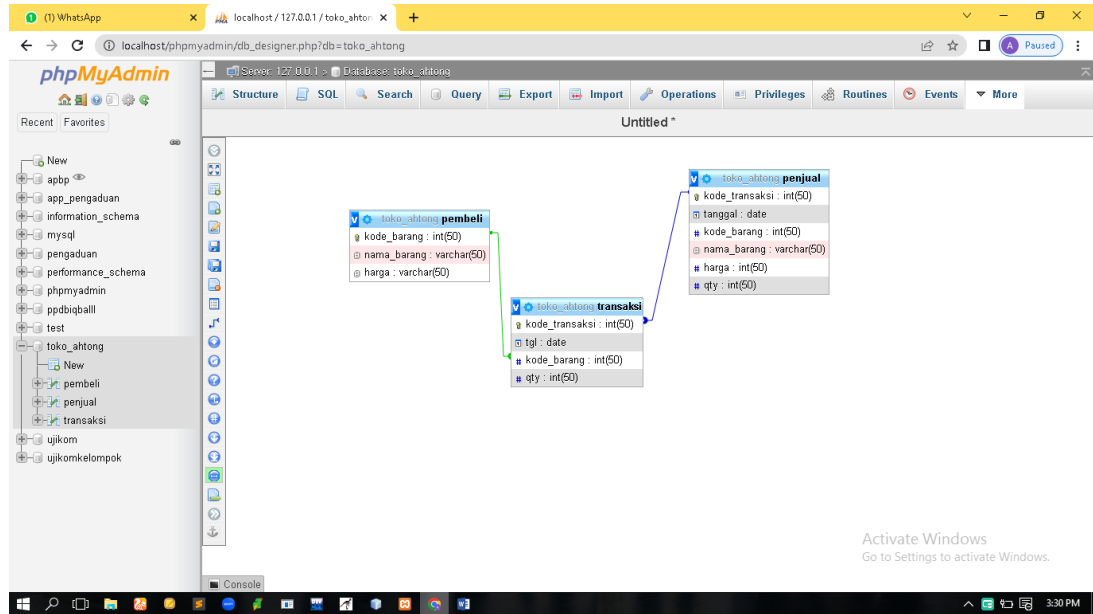 (1) WhatsApp
localhost / 127.0.0.1 / toko_ahton
localhost/phpmyadmin/db_designer.php?db=toko_ahtong
A Paused
phpMyAdmin
Recent Favorites
New
apbp
app_pengaduan
information_schema
mysql
pengaduan
performance_schema
phpmyadmin
ppdbiqballl
test
toko_ahtong
New
pembeli
penjual
transaksi
ujikom
ujikomkelompok
Server: 127.0.0.1 » Database: toko_ahtong
Structure SQL Search Query Export Import Operations Privileges Routines Events More
Untitled *
toko_ahtong pembeli
kode_barang : int(50)
nama_barang : varchar(50)
harga : varchar(50)
toko_ahtong transaksi
kode_transaksi : int(50)
tgl : date
kode_barang : int(50)
qty : int(50)
toko_ahtong penjual
kode_transaksi : int(50)
tanggal : date
kode_barang : int(50)
nama_barang : varchar(50)
harga : int(50)
qty : int(50)
Activate Windows
Go to Settings to activate Windows.
Console
3:30 PM